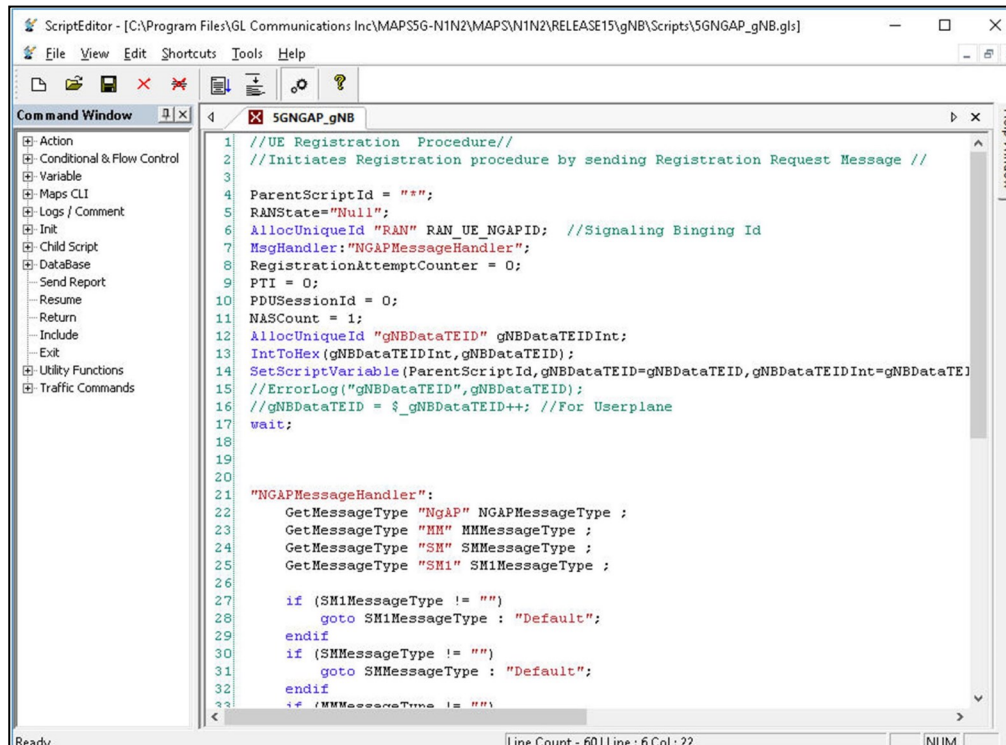 ScriptEditor - [C:\Program Files\GL Communications Inc\MAPS5G-N1N2\MAPS\N1N2\RELEASE15\gNB\Scripts\5GNGAP_gNB.gls]
File View Edit Shortcuts Tools Help
Command Window
5GNGAP_gNB
Action
Conditional & Flow Control
Variable
Maps CLI
Logs / Comment
Init
Child Script
DataBase
Send Report
Resume
Return
Include
Exit
Utility Functions
Traffic Commands
1 //UE Registration  Procedure//
2 //Initiates Registration procedure by sending Registration Request Message //
3
4 ParentScriptId = "*";
5 RANState="Null";
6 AllocUniqueId "RAN" RAN_UE_NGAPID;  //Signaling Binging Id
7 MsgHandler:"NGAPMessageHandler";
8 RegistrationAttemptCounter = 0;
9 PTI = 0;
10 PDUSessionId = 0;
11 NASCount = 1;
12 AllocUniqueId "gNBDataTEID" gNBDataTEIDInt;
13 IntToHex(gNBDataTEIDInt,gNBDataTEID);
14 SetScriptVariable(ParentScriptId,gNBDataTEID=gNBDataTEID,gNBDataTEIDInt=gNBDataTEI
15 //ErrorLog("gNBDataTEID",gNBDataTEID);
16 //gNBDataTEID = $_gNBDataTEID++; //For Userplane
17 wait;
18
19
20
21 "NGAPMessageHandler":
22 GetMessageType "NgAP" NGAPMessageType ;
23 GetMessageType "MM" MMMessageType ;
24 GetMessageType "SM" SMMessageType ;
25 GetMessageType "SM1" SM1MessageType ;
26
27 if (SM1MessageType != "")
28 goto SM1MessageType : "Default";
29 endif
30 if (SMMessageType != "")
31 goto SMMessageType : "Default";
32 endif
33 if (MMMessageType != "")
Ready
Line Count - 601 Line : 6 Col : 22
NUM